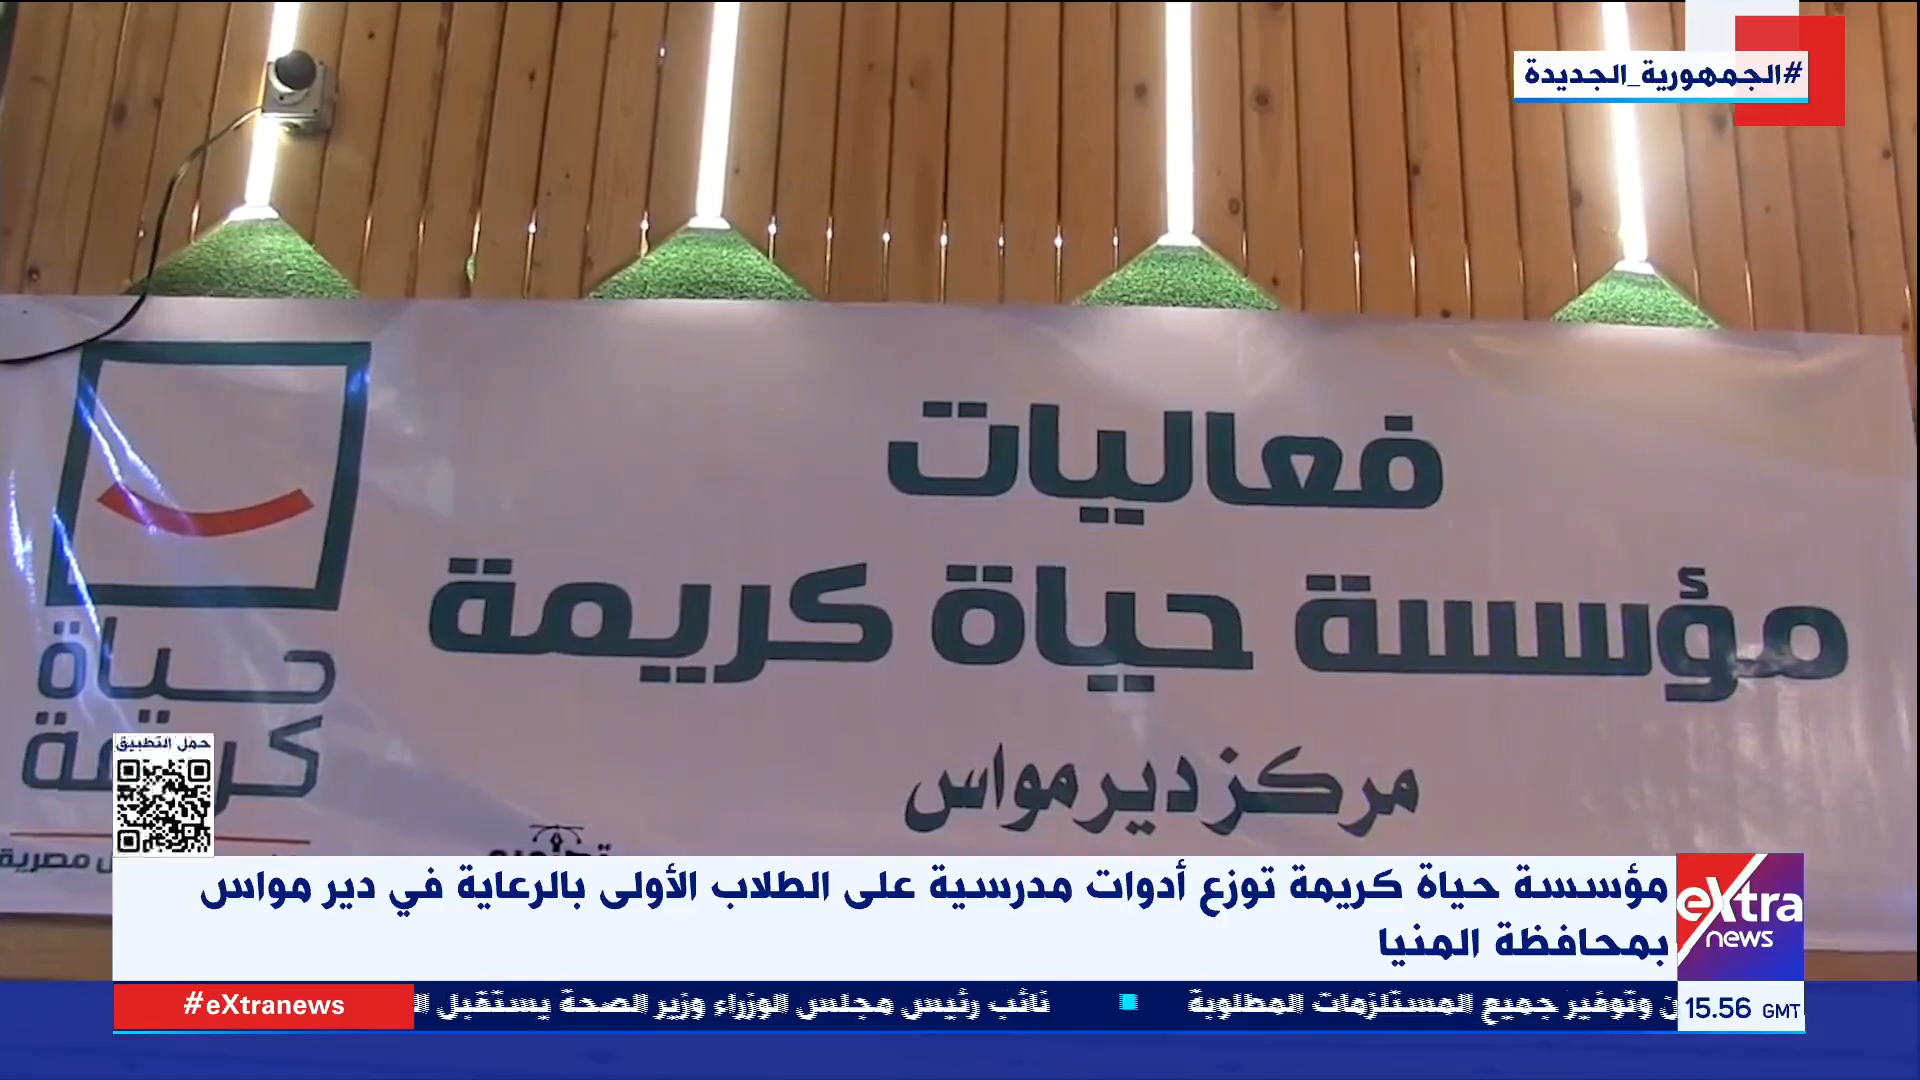 #الجمهورية_الجديدة
فعاليات
مؤسسة حياة كريمة
مركز ديرمواس
حياة
كريمة
مصرية
حمل التطبيق
مؤسسة حياة كريمة توزع أدوات مدرسية على الطلاب الأولى بالرعاية في دير مواس
بمحافظة المنيا
eXtra
news
وتوفير جميع المستلزمات المطلوبة
نائب رئيس مجلس الوزراء وزير الصحة يستقبل
#eXtranews
15.56 GMT